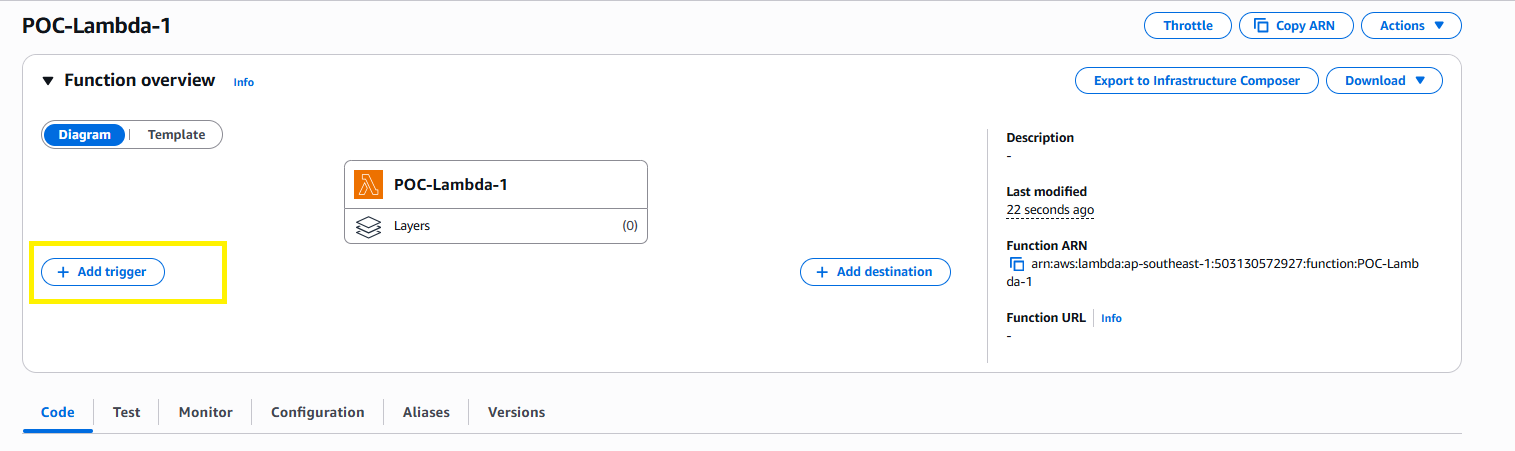 POC-Lambda-1
Throttle
Copy ARN
Actions
Function overview Info
Export to Infrastructure Composer
Download
Diagram
Template
POC-Lambda-1
Layers (0)
+ Add trigger
+ Add destination
Description
-
Last modified
22 seconds ago
Function ARN
arn:aws:lambda:ap-southeast-1:503130572927:function:POC-Lamb
da-1
Function URL Info
-
Code
Test
Monitor
Configuration
Aliases
Versions